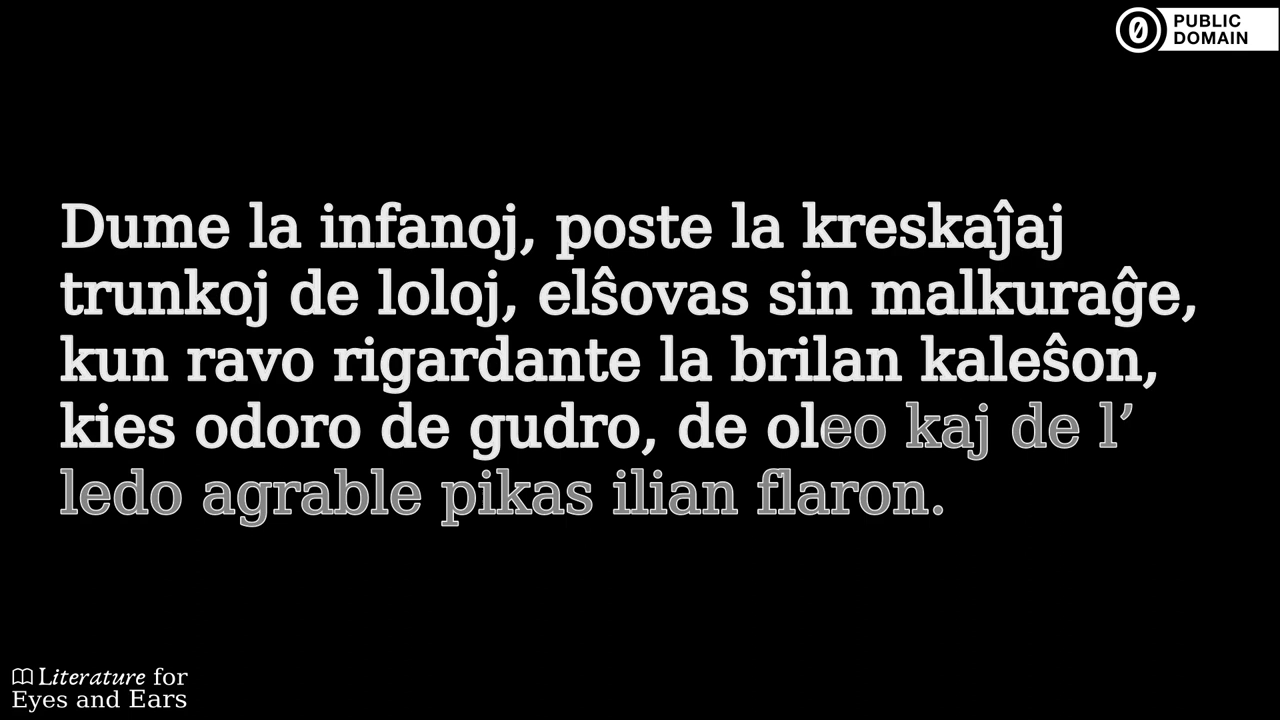 PUBLIC
DOMAIN
Dume la infanoj, poste la kreskaĵaj
trunkoj de loloj, elŝovas sin malkuraĝe,
kun ravo rigardante la brilan kaleŝon,
kies odoro de gudro, de oleo kaj de l’
ledo agrable pikas ilian flaron.
Literature for
Eyes and Ears